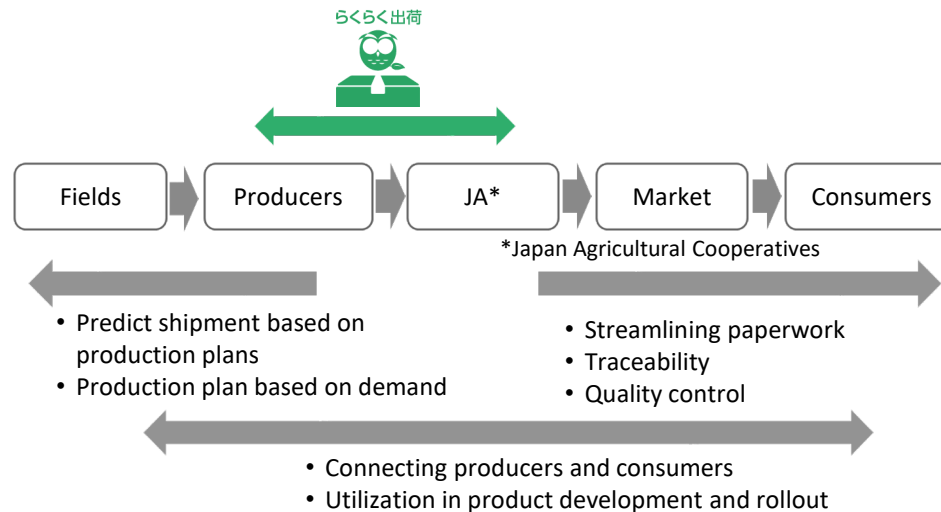 らくらく出荷
Fields
Producers
JA*
Market
Consumers
*Japan Agricultural Cooperatives
• Predict shipment based on
production plans
• Production plan based on demand
• Streamlining paperwork
• Traceability
• Quality control
• Connecting producers and consumers
• Utilization in product development and rollout